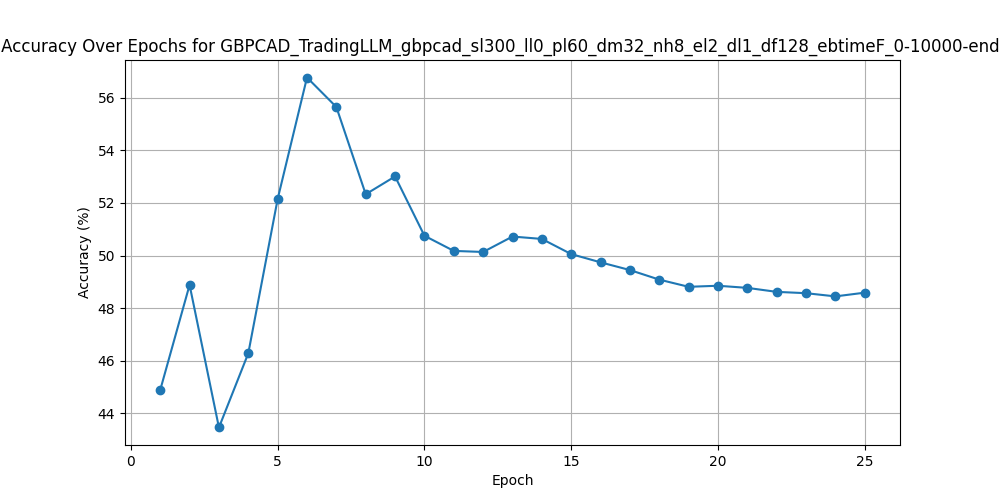 Accuracy Over Epochs for GBPCAD_TradingLLM_gbpcad_sl300_ll0_pl60_dm32_nh8_el2_dl1_df128_ebtimeF_0-10000-end
56
54
52
50
48
46
44
Accuracy (%)
0 5 10 15 20 25
Epoch